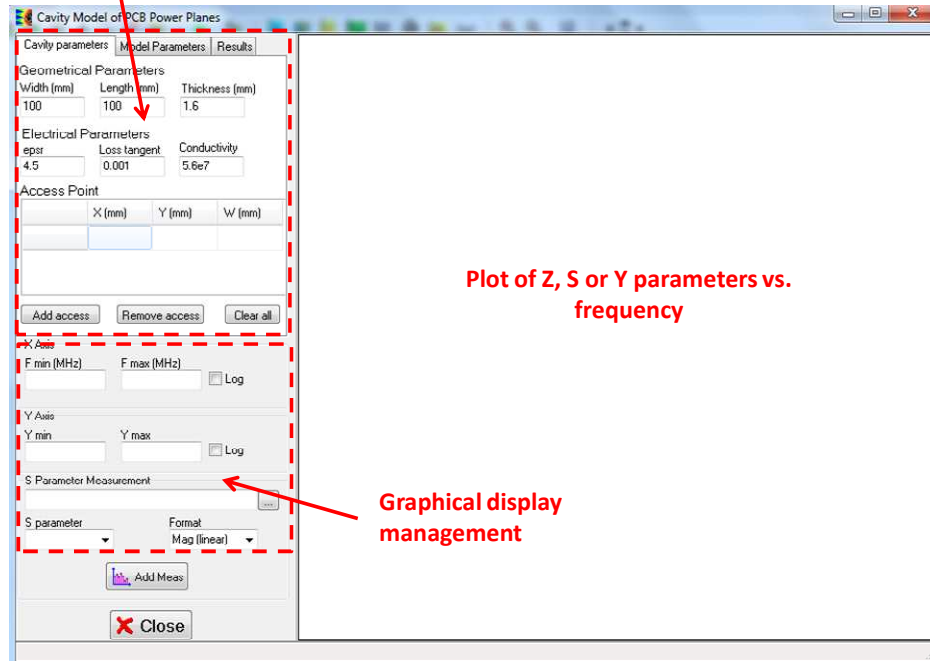 Cavity Model of PCB Power Planes
Cavity parameters Model Parameters Results
Geometrical Parameters
Width (mm) Length (mm) Thickness (mm)
100 100 1.6
Electrical Parameters
epsr Loss tangent Conductivity
4.5 0.001 5.6e7
Access Point
X (mm) Y (mm) W (mm)
Add access Remove access Clear all
X Axis
F min (MHz) F max (MHz)
Log
Y Axis
Y min Y max
Log
S Parameter Measurement
...
S parameter Format
Mag (linear)
Add Meas
Close
Plot of Z, S or Y parameters vs.
frequency
Graphical display
management